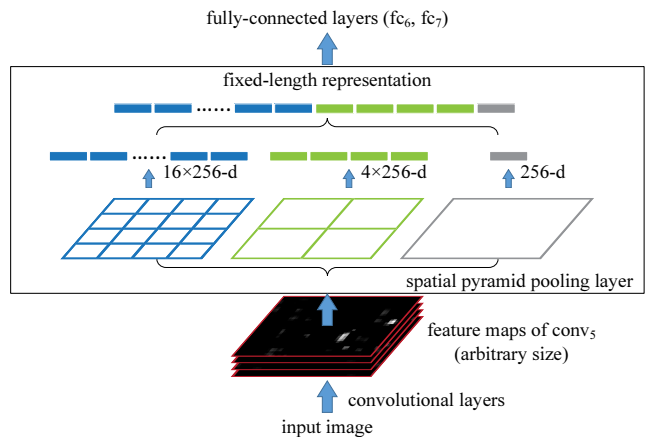 fully-connected layers (fc₆, fc₇)
fixed-length representation
......
......
16×256-d
4×256-d
256-d
spatial pyramid pooling layer
feature maps of conv₅
(arbitrary size)
convolutional layers
input image